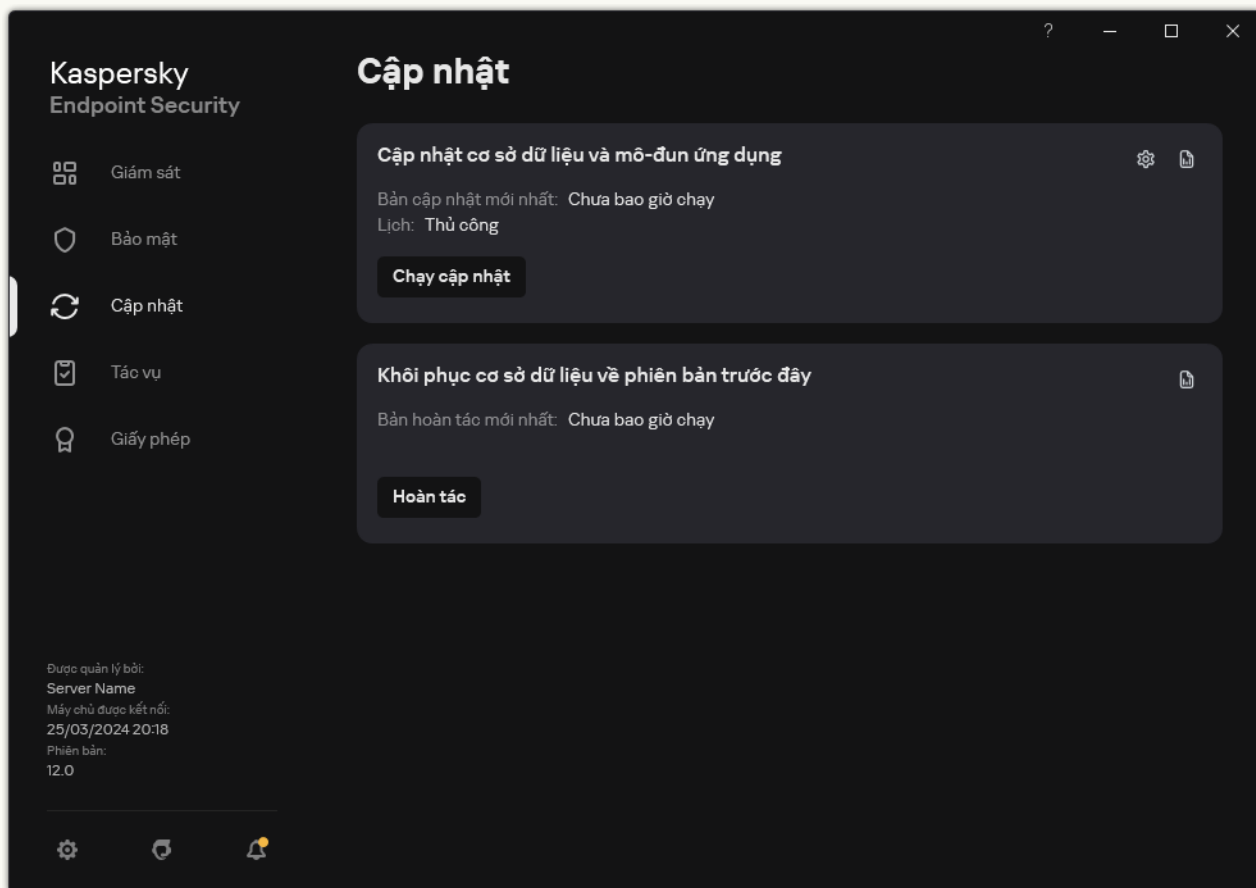 ?
Kaspersky
Endpoint Security
Giám sát
Bảo mật
Cập nhật
Tác vụ
Giấy phép
Được quản lý bởi:
Server Name
Máy chủ được kết nối:
25/03/2024 20:18
Phiên bản:
12.0
Cập nhật
Cập nhật cơ sở dữ liệu và mô-đun ứng dụng
Bản cập nhật mới nhất: Chưa bao giờ chạy
Lịch: Thủ công
Chạy cập nhật
Khôi phục cơ sở dữ liệu về phiên bản trước đây
Bản hoàn tác mới nhất: Chưa bao giờ chạy
Hoàn tác